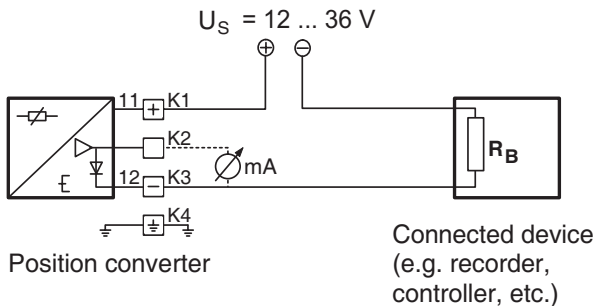 U_S = 12 ... 36 V
+ −
11 + K1
K2
mA
12 − K3
K4
R_B
Position converter
Connected device
(e.g. recorder,
controller, etc.)